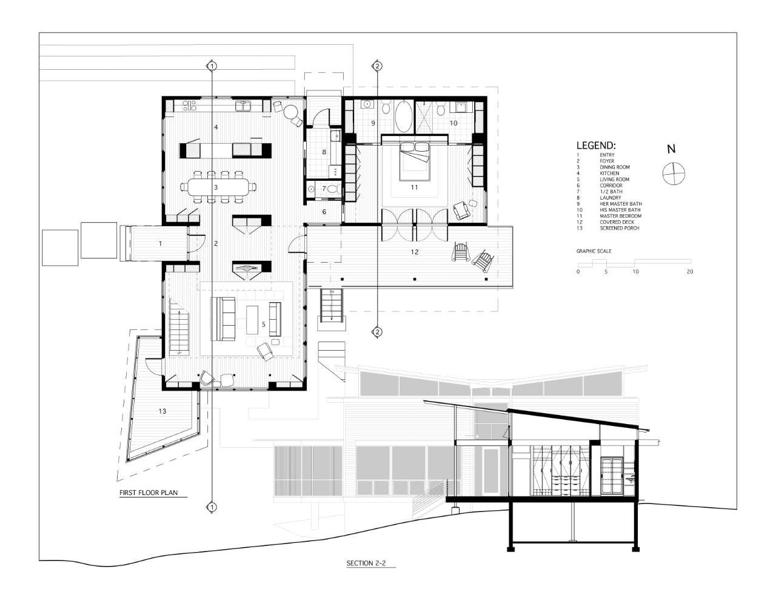 1
2
4
9
10
8
LEGEND:
N
1 ENTRY
2 FOYER
3 DINING ROOM
4 KITCHEN
5 LIVING ROOM
6 CORRIDOR
7 1/2 BATH
8 LAUNDRY
9 HER MASTER BATH
10 HIS MASTER BATH
11 MASTER BEDROOM
12 COVERED DECK
13 SCREENED PORCH
3
7
11
6
1
2
12
GRAPHIC SCALE
0 5 10 20
5
2
13
FIRST FLOOR PLAN
1
SECTION 2-2